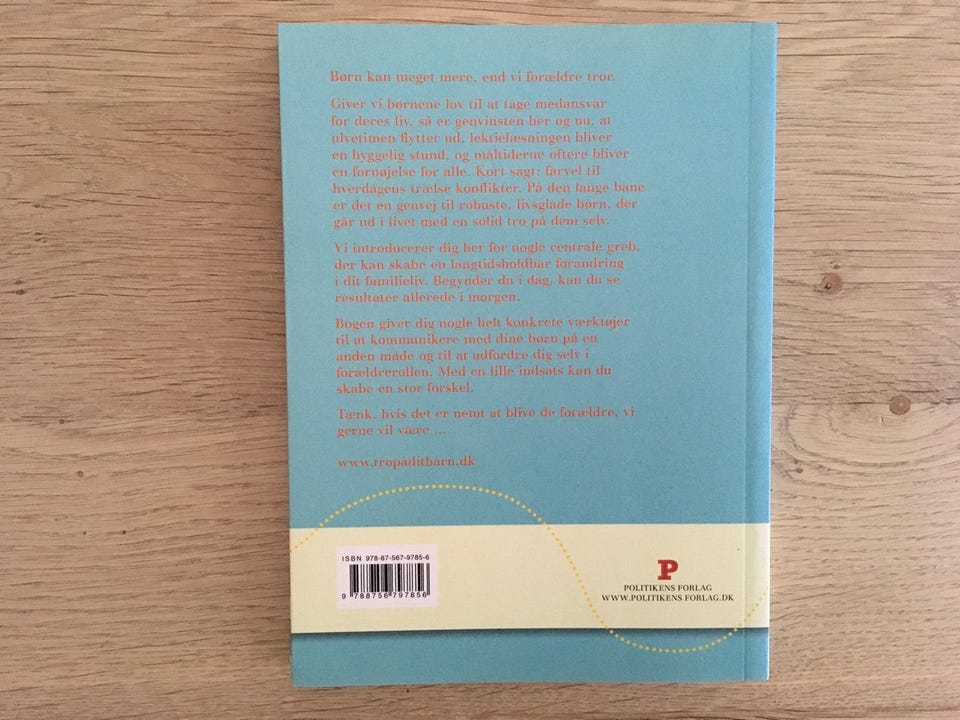 Børn kan meget mere, end vi forældre tror.
Giver vi børnene lov til at tage medansvar
for deres liv, så er gevinsten her og nu, at
ulvetimen flytter ud, lektielæsningen bliver
en hyggelig stund, og måltiderne oftere bliver
en fornøjelse for alle. Kort sagt: farvel til
hverdagens trælse konflikter. På den lange bane
er det en genvej til robuste, livsglade børn, der
går ud i livet med en solid tro på dem selv.
Vi introducerer dig her for nogle centrale greb,
der kan skabe en langtidsholdbar forandring
i dit familieliv. Begynder du i dag, kan du se
resultater allerede i morgen.
Bogen giver dig nogle helt konkrete værktøjer
til at kommunikere med dine børn på en
anden måde og til at udfordre dig selv i
forældrerollen. Med en lille indsats kan du
skabe en stor forskel.
Tænk, hvis det er nemt at blive de forældre, vi
gerne vil være ...
www.tropåditbarn.dk
ISBN 978-87-567-9785-6
9 788756 797856
P
POLITIKENS FORLAG
WWW.POLITIKENS FORLAG.DK